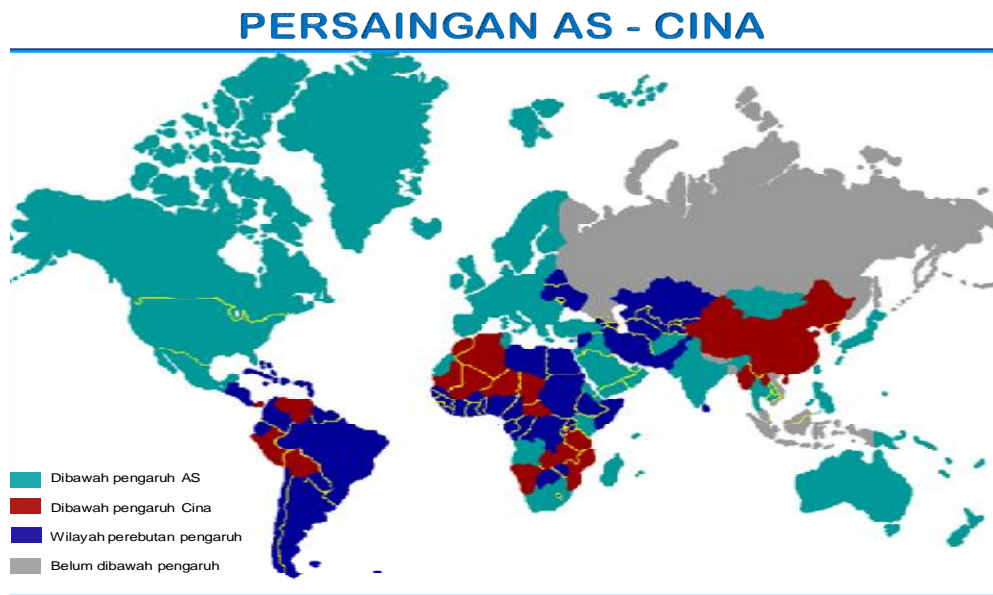 PERSAINGAN AS - CINA
Dibawah pengaruh AS
Dibawah pengaruh Cina
Wilayah perebutan pengaruh
Belum dibawah pengaruh